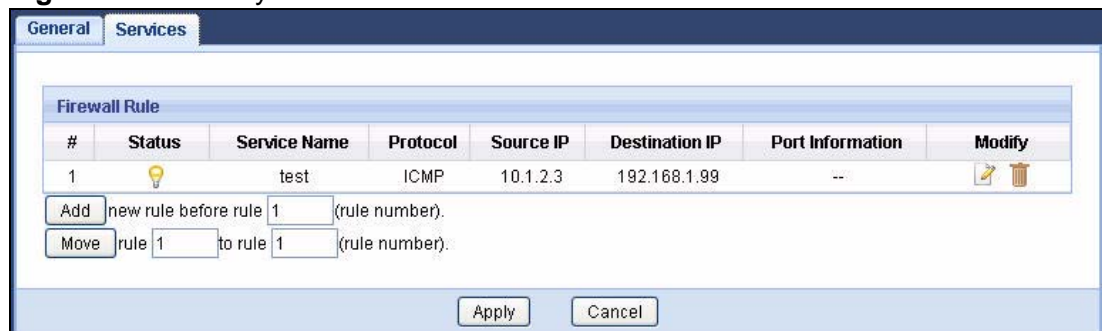 General Services
Firewall Rule
# Status Service Name Protocol Source IP Destination IP Port Information Modify
1 test ICMP 10.1.2.3 192.168.1.99 --
Add new rule before rule 1 (rule number).
Move rule 1 to rule 1 (rule number).
Apply Cancel